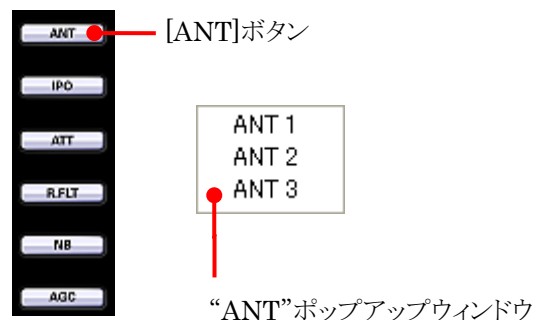 ANT
[ANT]ボタン
IPO
ATT
R.FLT
NB
AGC
ANT 1
ANT 2
ANT 3
“ANT”ポップアップウィンドウ